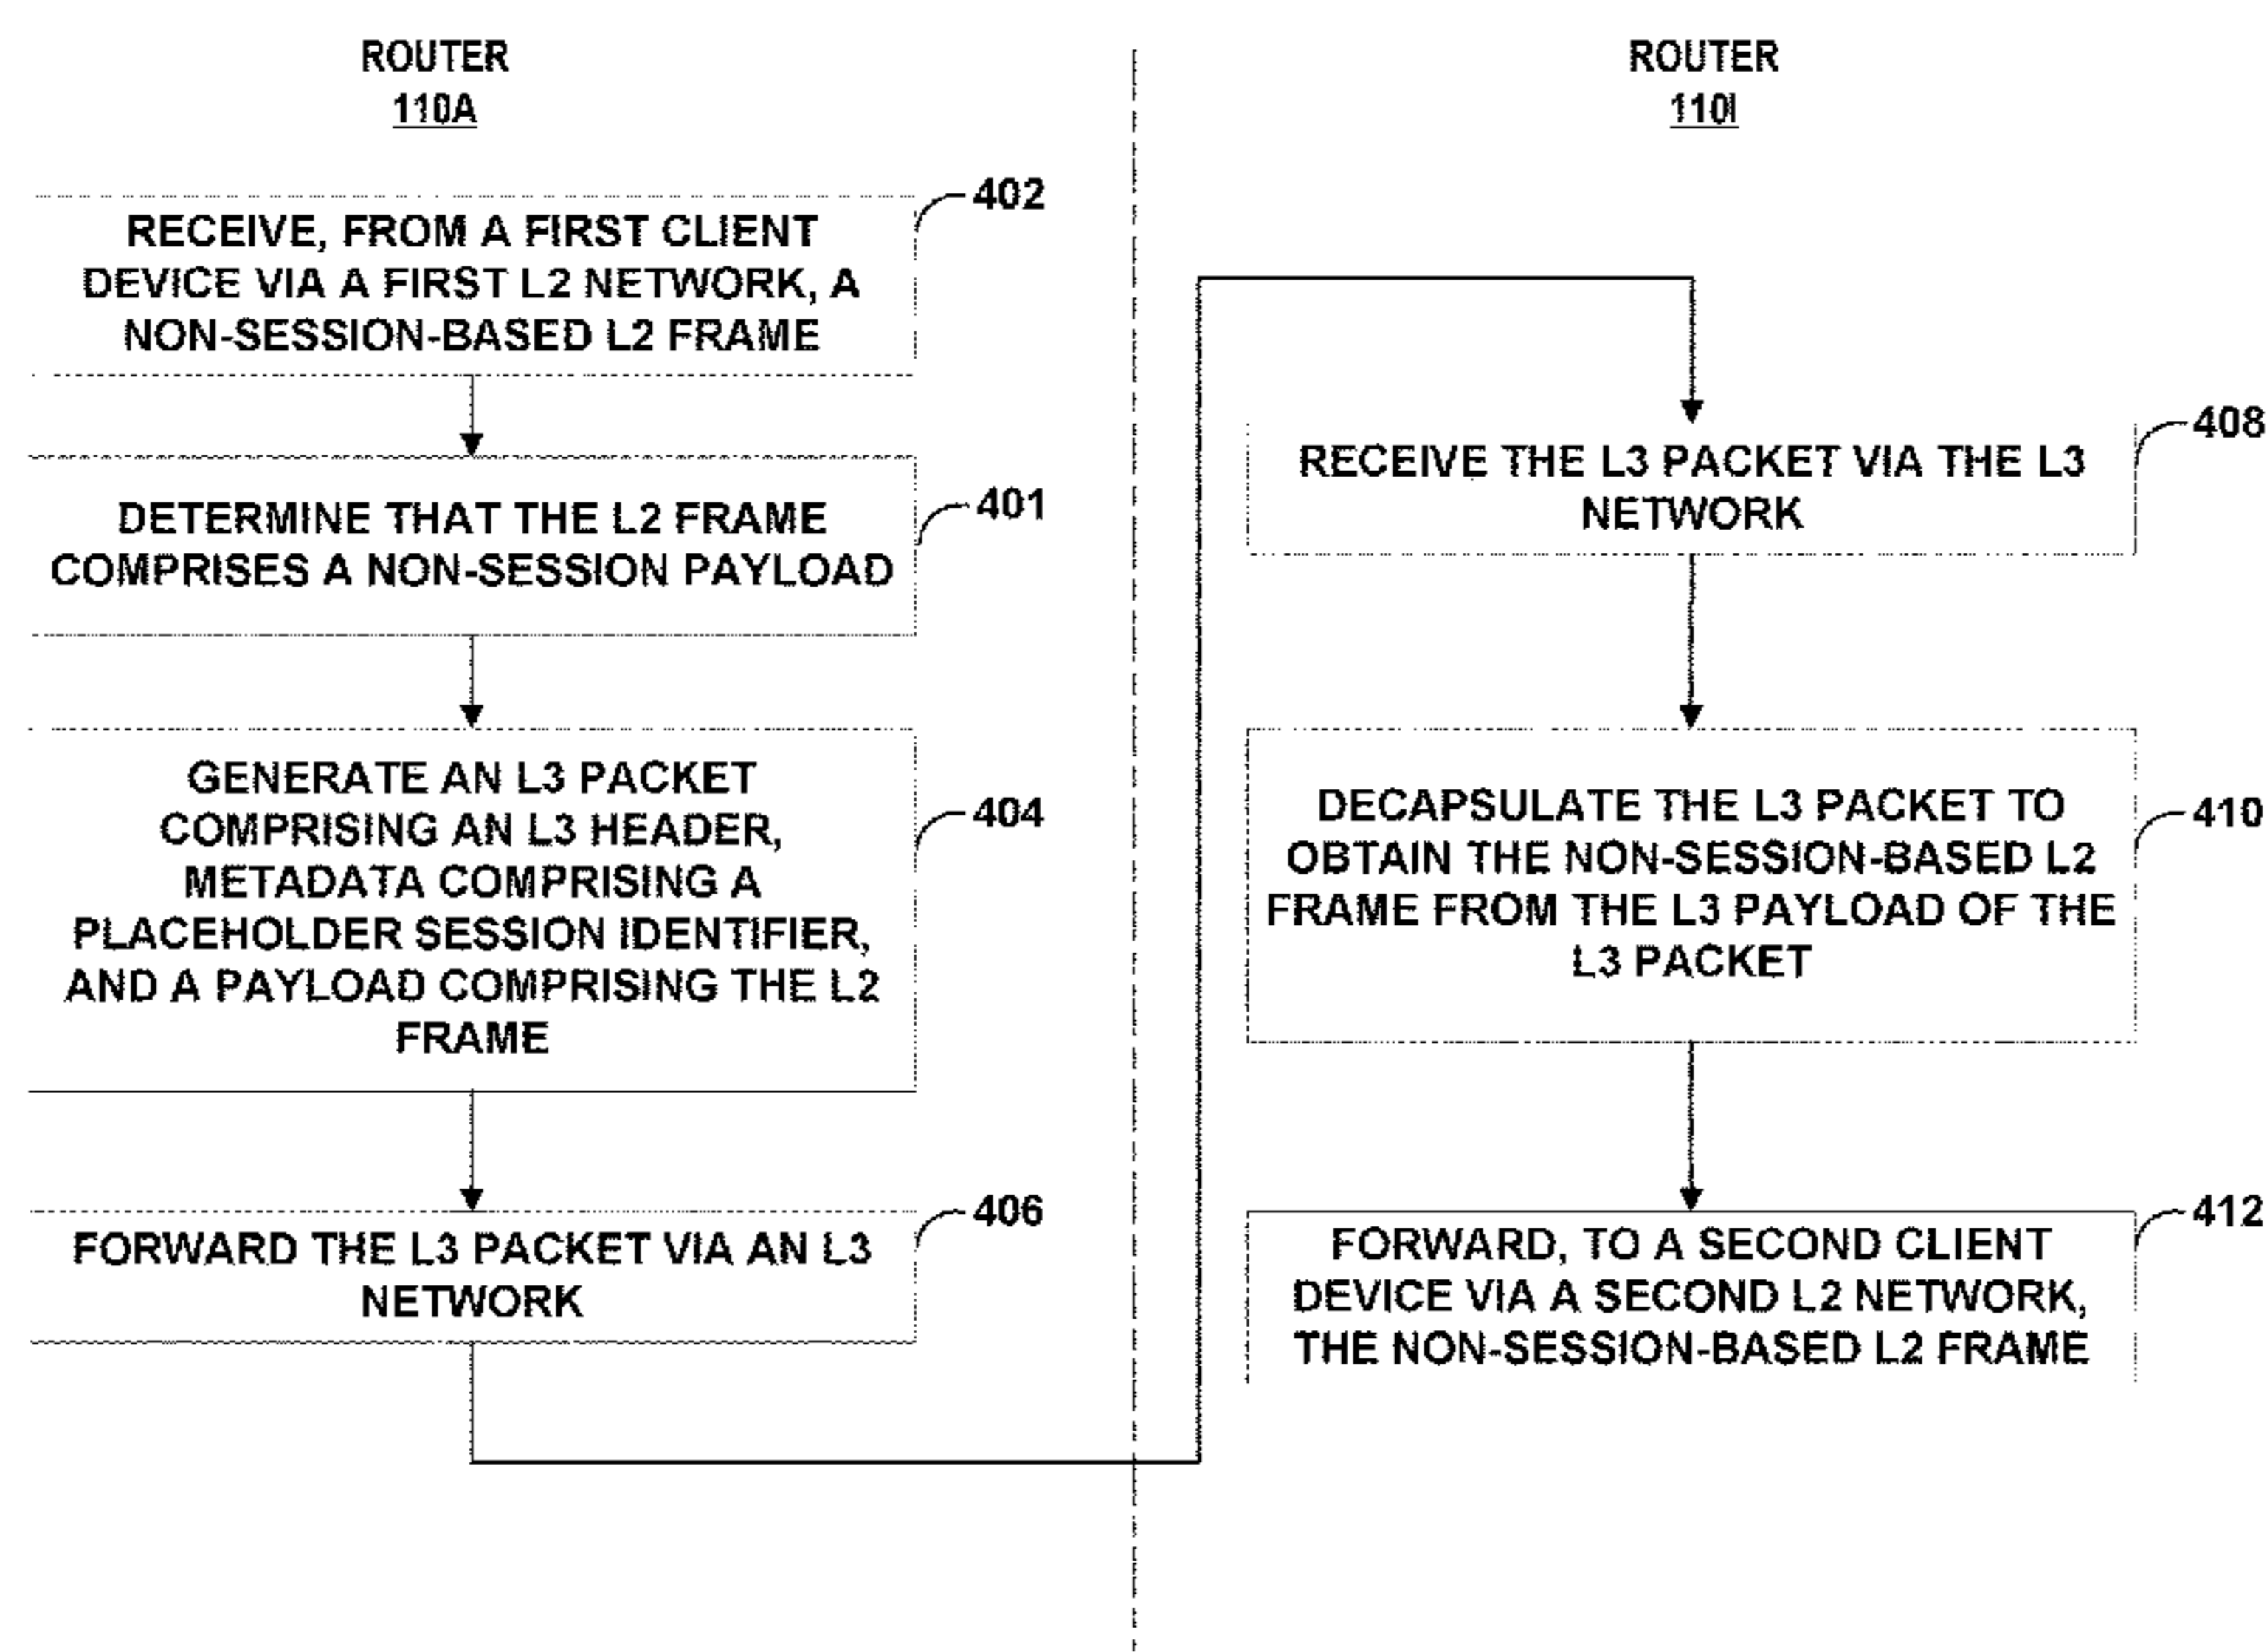 ROUTER
110A
402
RECEIVE, FROM A FIRST CLIENT
DEVICE VIA A FIRST L2 NETWORK, A
NON-SESSION-BASED L2 FRAME
401
DETERMINE THAT THE L2 FRAME
COMPRISES A NON-SESSION PAYLOAD
404
GENERATE AN L3 PACKET
COMPRISING AN L3 HEADER,
METADATA COMPRISING A
PLACEHOLDER SESSION IDENTIFIER,
AND A PAYLOAD COMPRISING THE L2
FRAME
406
FORWARD THE L3 PACKET VIA AN L3
NETWORK
ROUTER
110I
408
RECEIVE THE L3 PACKET VIA THE L3
NETWORK
410
DECAPSULATE THE L3 PACKET TO
OBTAIN THE NON-SESSION-BASED L2
FRAME FROM THE L3 PAYLOAD OF THE
L3 PACKET
412
FORWARD, TO A SECOND CLIENT
DEVICE VIA A SECOND L2 NETWORK,
THE NON-SESSION-BASED L2 FRAME